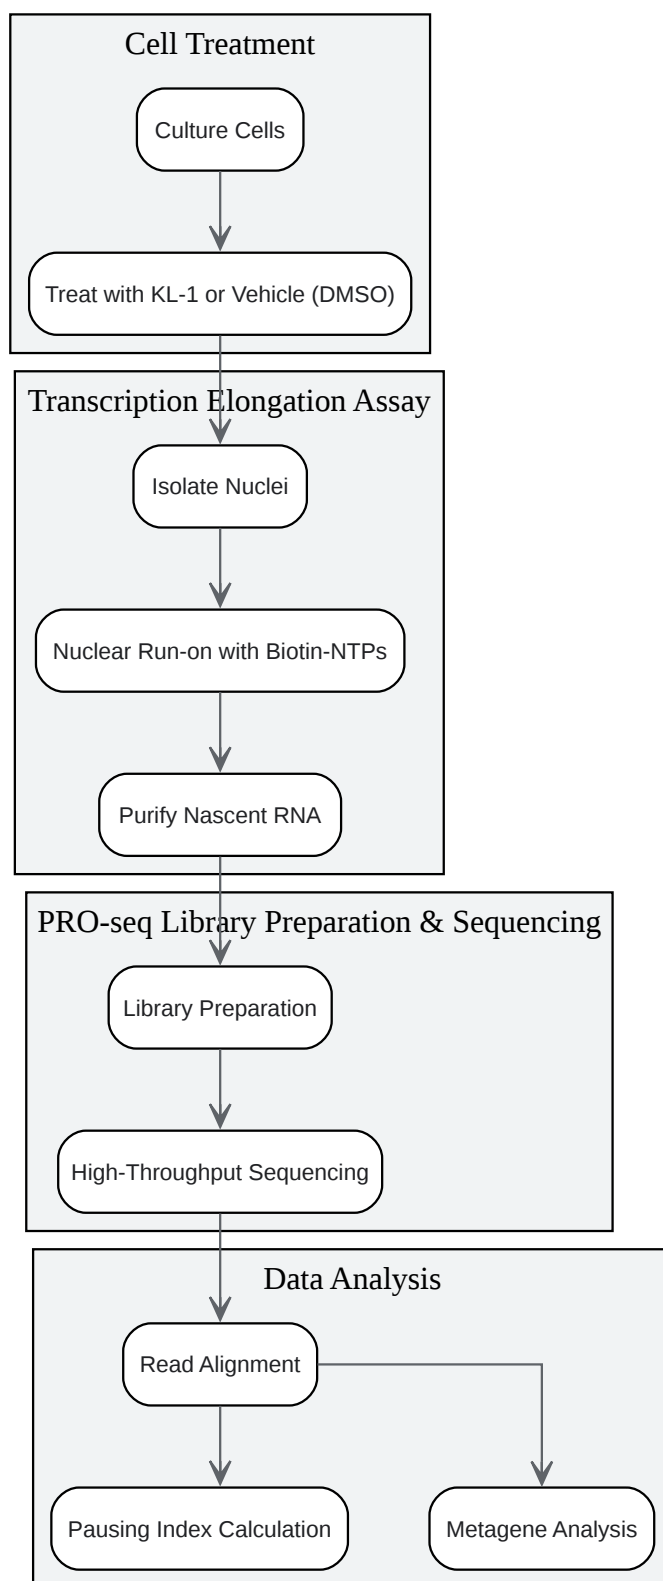 Cell Treatment
Culture Cells
Treat with KL-1 or Vehicle (DMSO)
Transcription Elongation Assay
Isolate Nuclei
Nuclear Run-on with Biotin-NTPs
Purify Nascent RNA
PRO-seq Library Preparation & Sequencing
Library Preparation
High-Throughput Sequencing
Data Analysis
Read Alignment
Pausing Index Calculation
Metagene Analysis